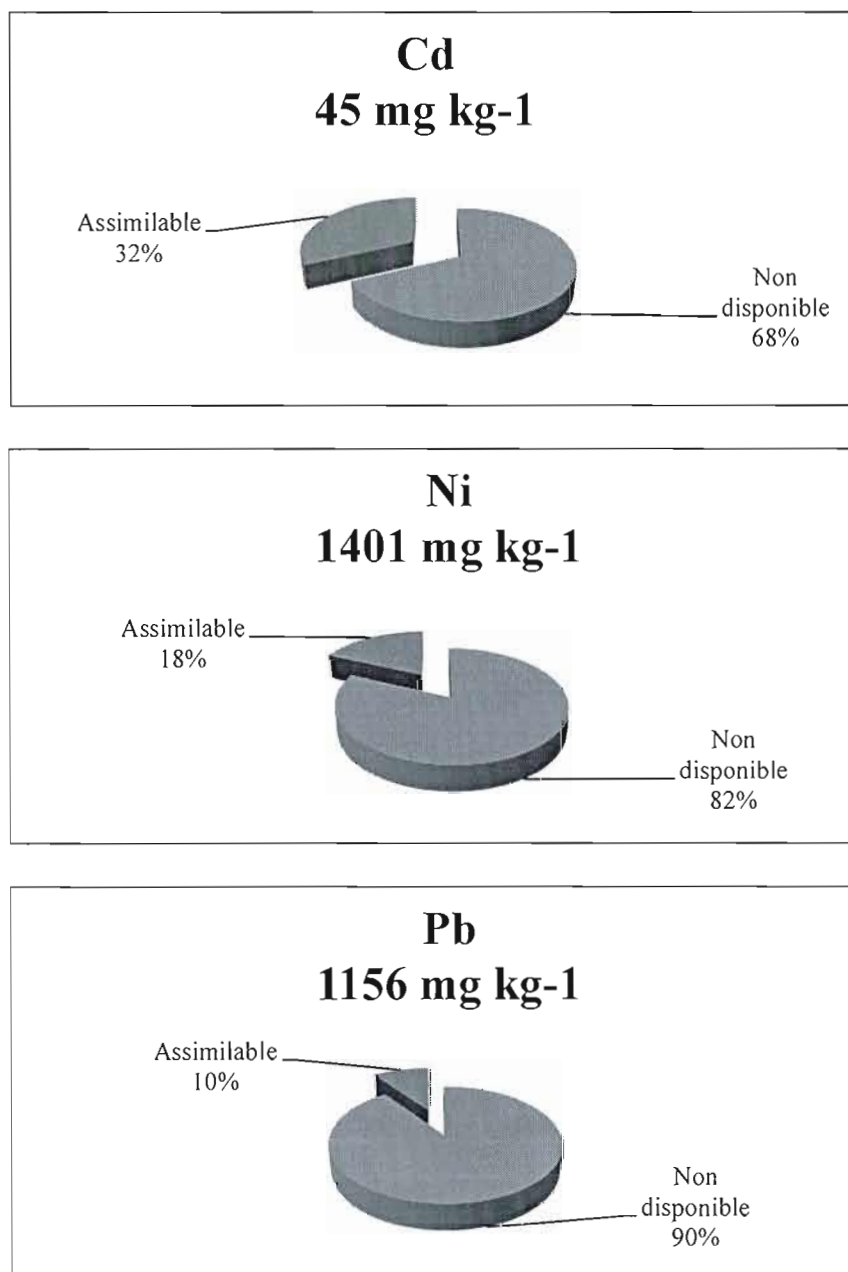 Cd
45 mg kg-1
Assimilable
32%
Non
disponible
68%
Ni
1401 mg kg-1
Assimilable
18%
Non
disponible
82%
Pb
1156 mg kg-1
Assimilable
10%
Non
disponible
90%